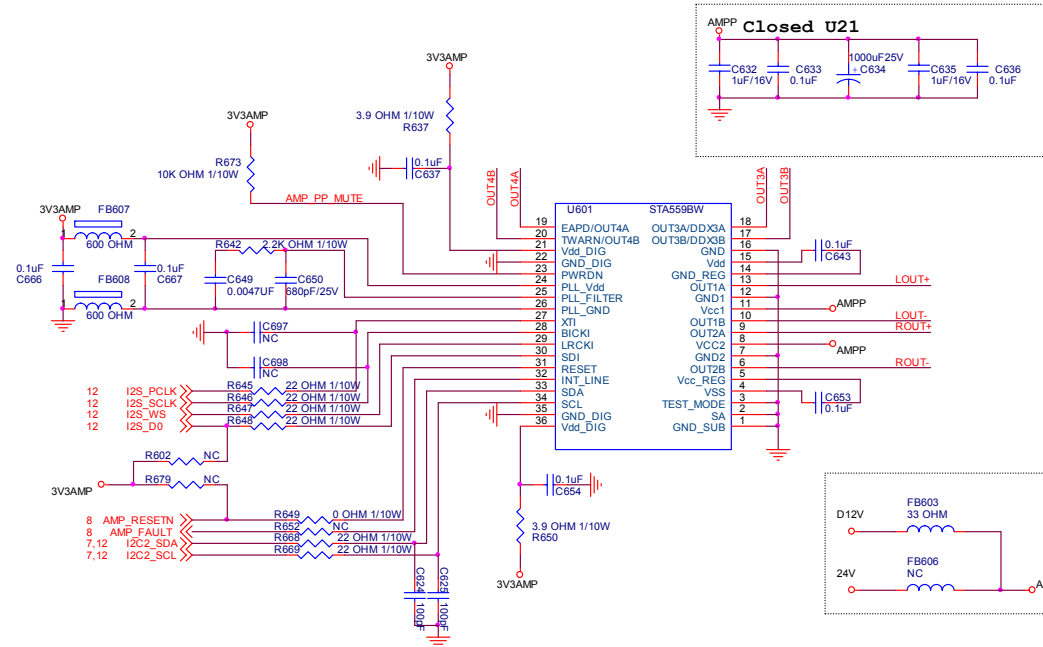 AMPP Closed U21
1000uF25V
C632
1uF/16V
C633
0.1uF
+
C634
C635
1uF/16V
C636
0.1uF
3V3AMP
3.9 OHM 1/10W
R637
3V3AMP
R673
10K OHM 1/10W
0.1uF
C637
AMP_PP_MUTE
OUT4B
OUT4A
OUT3A
OUT3B
U601 STA559BW
19 EAPD/OUT4A OUT3A/DDX3A 18
20 TWARN/OUT4B OUT3B/DDX3B 17
21 Vdd_DIG GND 16
22 GND_DIG Vdd 15
23 PWRDN GND_REG 14
24 PLL_Vdd OUT1A 13
25 PLL_FILTER GND1 12
26 PLL_GND Vcc1 11
27 XTI OUT1B 10
28 BICKI OUT2A 9
29 LRCKI VCC2 8
30 SDI GND2 7
31 RESET OUT2B 6
32 INT_LINE Vcc_REG 5
33 SDA VSS 4
34 SCL TEST_MODE 3
35 GND_DIG SA 2
36 Vdd_DIG GND_SUB 1
0.1uF
C643
LOUT+
AMPP
LOUT-
ROUT+
AMPP
ROUT-
C653
0.1uF
3V3AMP
FB607
1 2
600 OHM
0.1uF
C666
0.1uF
C667
FB608
1 2
600 OHM
R642 2.2K OHM 1/10W
C649
0.0047UF
C650
680pF/25V
C697
NC
C698
NC
12 I2S_PCLK R645 22 OHM 1/10W
12 I2S_SCLK R646 22 OHM 1/10W
12 I2S_WS R647 22 OHM 1/10W
12 I2S_D0 R648 22 OHM 1/10W
R602 NC
R679 NC
3V3AMP
8 AMP_RESETN R649 0 OHM 1/10W
8 AMP_FAULT R652 NC
7,12 I2C2_SDA R668 22 OHM 1/10W
7,12 I2C2_SCL R669 22 OHM 1/10W
C624
100pF
C625
100pF
0.1uF
C654
3.9 OHM 1/10W
R650
3V3AMP
FB603
33 OHM
D12V
FB606
NC
24V
A